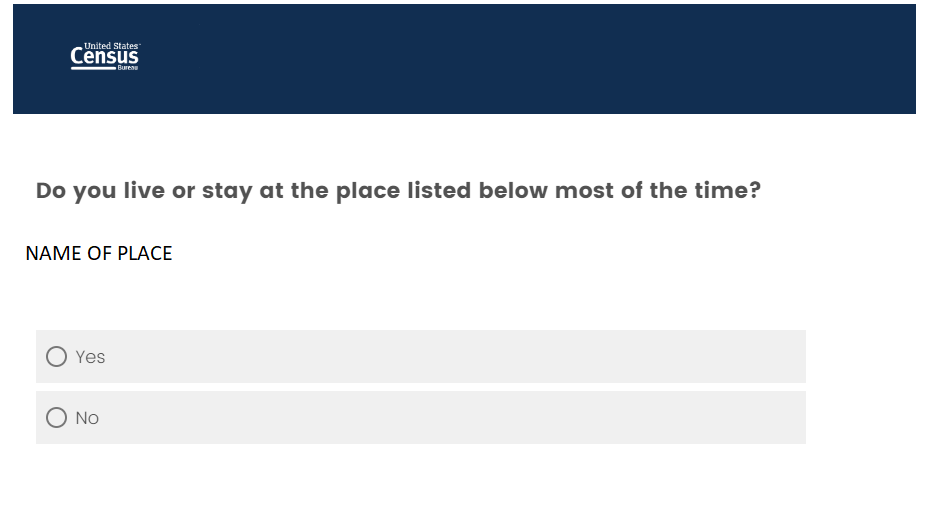 United States
Census
Bureau
Do you live or stay at the place listed below most of the time?
NAME OF PLACE
Yes
No